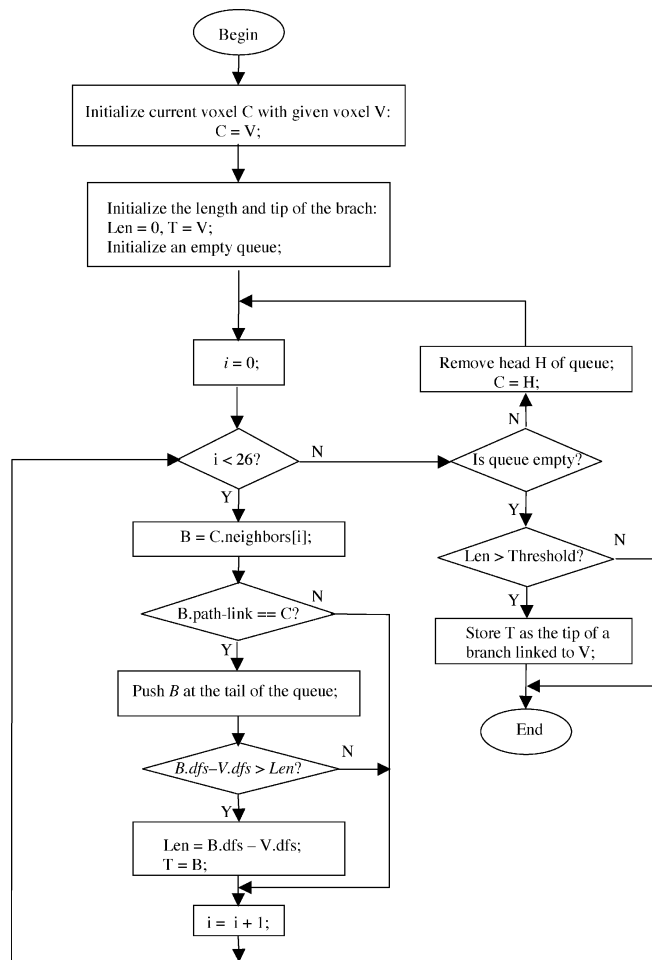 Begin
Initialize current voxel C with given voxel V:
C = V;
Initialize the length and tip of the brach:
Len = 0, T = V;
Initialize an empty queue;
i = 0;
Remove head H of queue;
C = H;
N
i < 26?
N
Is queue empty?
Y
Y
B = C.neighbors[i];
Len > Threshold?
N
N
B.path-link == C?
Y
Y
Store T as the tip of a
branch linked to V;
Push B at the tail of the queue;
End
N
B.dfs–V.dfs > Len?
Y
Len = B.dfs – V.dfs;
T = B;
i = i + 1;